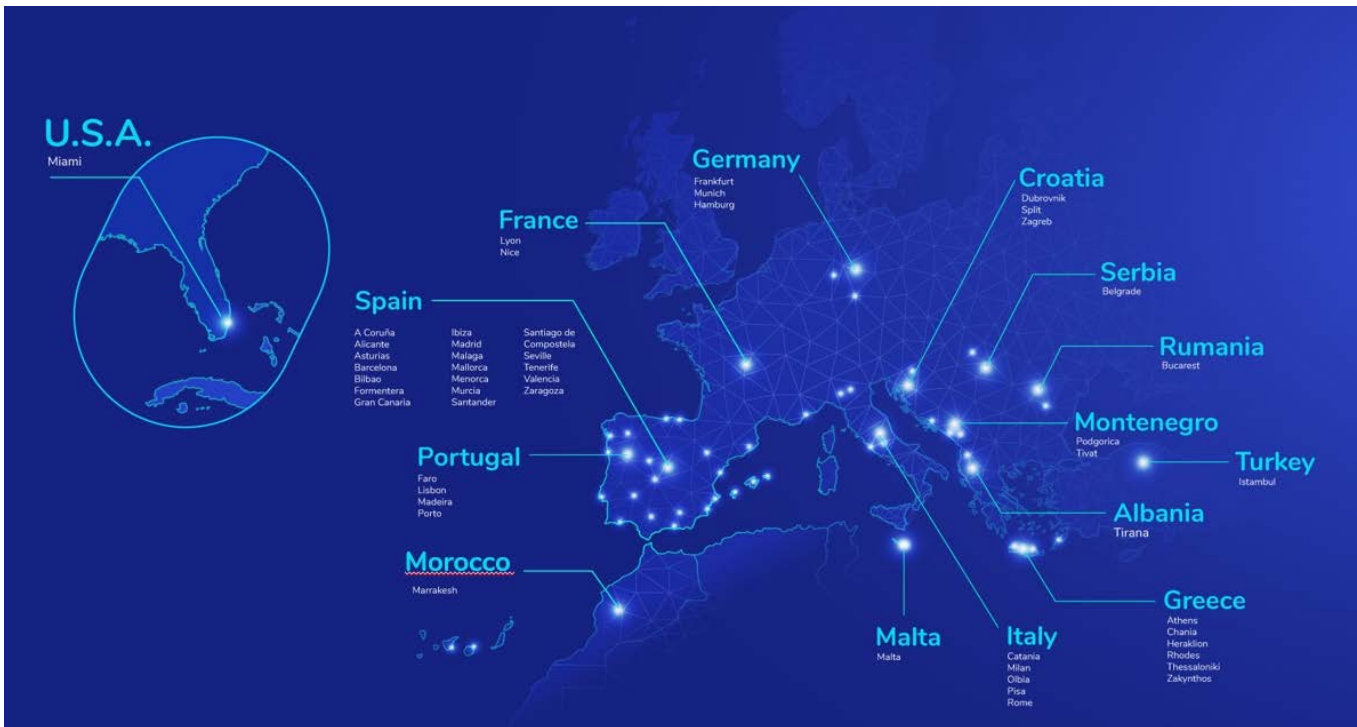 U.S.A.
Miami
Germany
Frankfurt
Munich
Hamburg
Croatia
Dubrovnik
Split
Zagreb
France
Lyon
Nice
Serbia
Belgrade
Spain
A Coruña
Alicante
Asturias
Barcelona
Bilbao
Formentera
Gran Canaria
Ibiza
Madrid
Malaga
Mallorca
Menorca
Murcia
Santander
Santiago de
Compostela
Seville
Tenerife
Valencia
Zaragoza
Rumania
Bucarest
Montenegro
Podgorica
Tivat
Portugal
Faro
Lisbon
Madeira
Porto
Turkey
Istambul
Albania
Tirana
Morocco
Marrakesh
Greece
Athens
Chania
Heraklion
Rhodes
Thessaloniki
Zakynthos
Malta
Malta
Italy
Catania
Milan
Olbia
Pisa
Rome